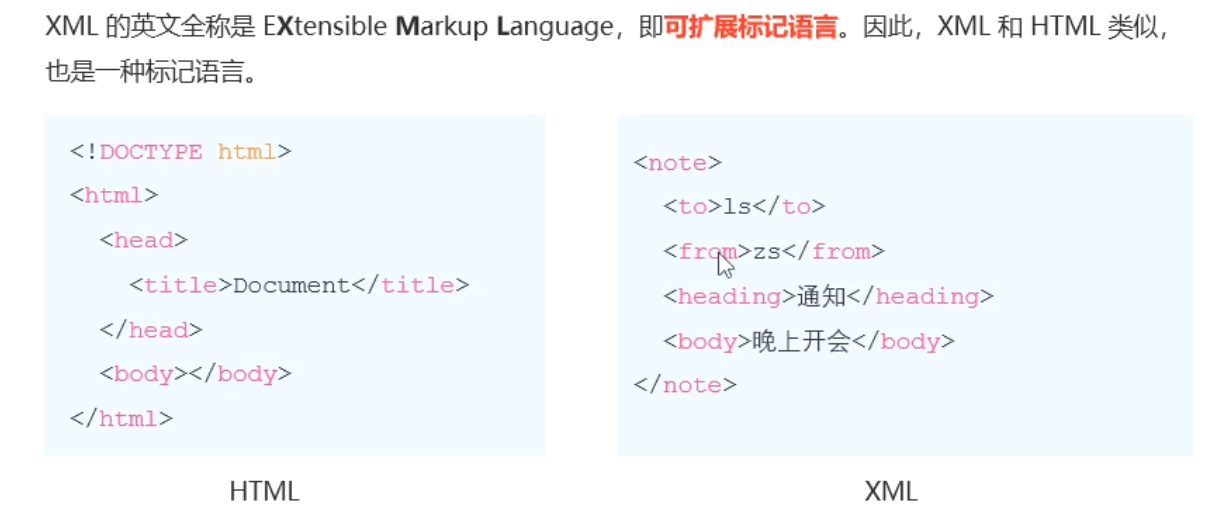 XML 的英文全称是 EXtensible Markup Language，即可扩展标记语言。因此，XML 和 HTML 类似，
也是一种标记语言。
<!DOCTYPE html>
<html>
  <head>
    <title>Document</title>
  </head>
  <body></body>
</html>
HTML
<note>
  <to>ls</to>
  <from>zs</from>
  <heading>通知</heading>
  <body>晚上开会</body>
</note>
XML